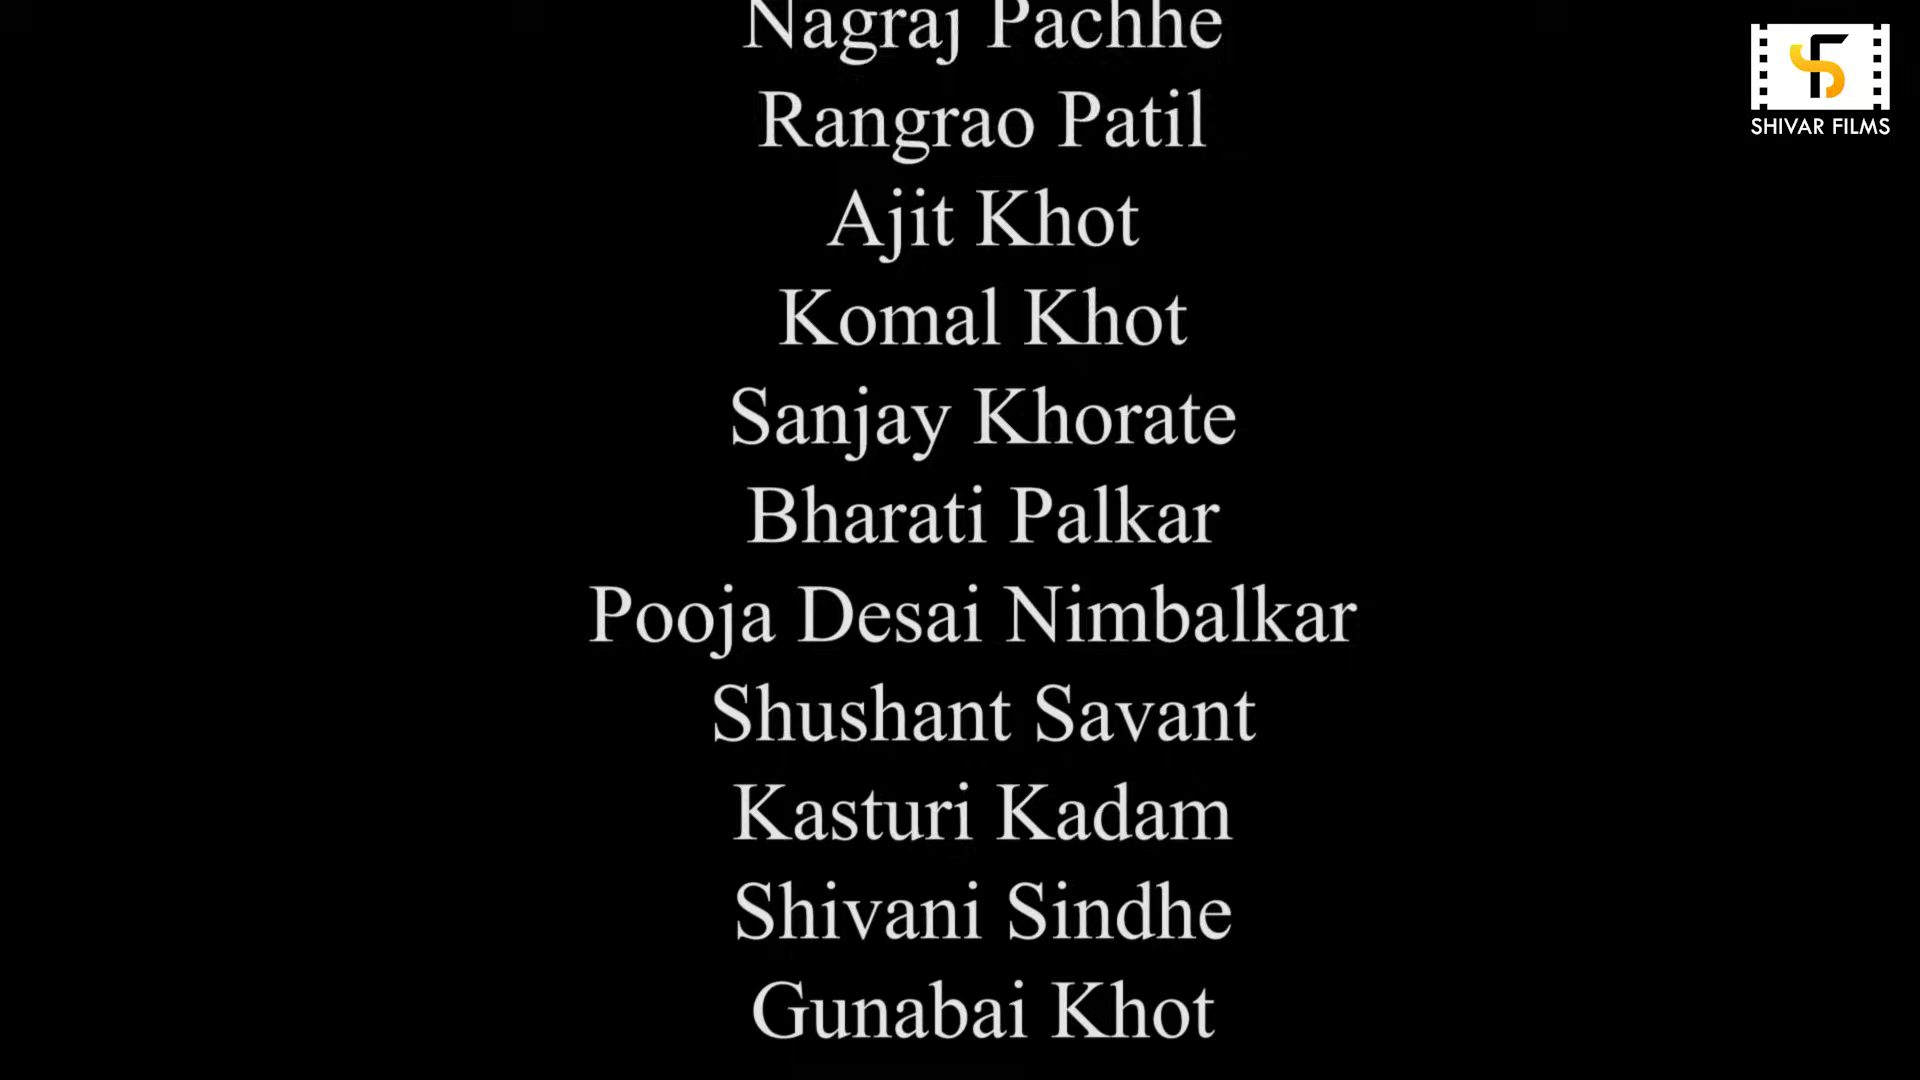 Nagraj Pachhe
Rangrao Patil
Ajit Khot
Komal Khot
Sanjay Khorate
Bharati Palkar
Pooja Desai Nimbalkar
Shushant Savant
Kasturi Kadam
Shivani Sindhe
Gunabai Khot
SHIVAR FILMS